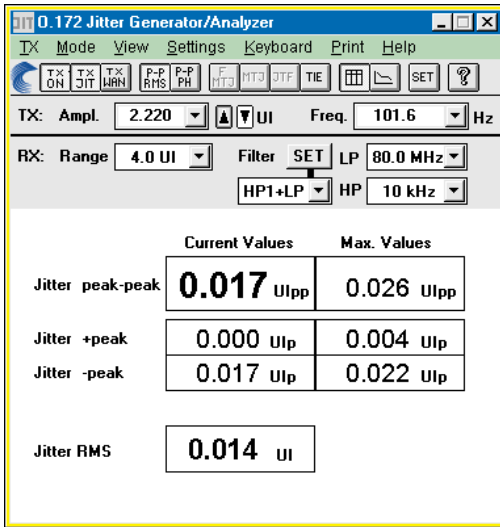 JIT O.172 Jitter Generator/Analyzer
TX Mode View Settings Keyboard Print Help
TX ON TX JIT TX WAN P-P RMS P-P PH F MTJ MTJ JTF TIE SET ?
TX: Ampl. 2.220 UI Freq. 101.6 Hz
RX: Range 4.0 UI Filter SET LP 80.0 MHz
HP1+LP HP 10 kHz
Current Values Max. Values
Jitter peak-peak 0.017 UIpp 0.026 UIpp
Jitter +peak 0.000 UIp 0.004 UIp
Jitter -peak 0.017 UIp 0.022 UIp
Jitter RMS 0.014 UI